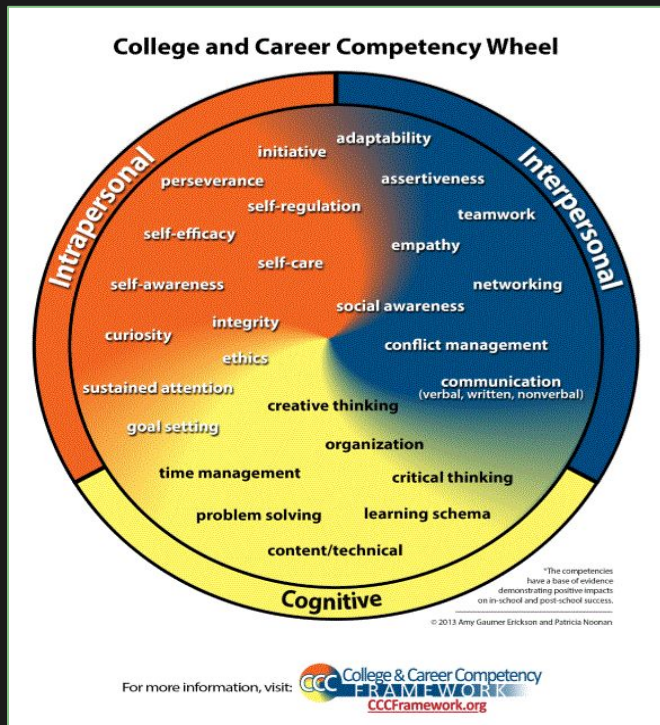 College and Career Competency Wheel
Intrapersonal
Interpersonal
Cognitive
adaptability
initiative
assertiveness
perseverance
self-regulation
teamwork
self-efficacy
empathy
self-care
self-awareness
networking
social awareness
integrity
curiosity
conflict management
ethics
communication
(verbal, written, nonverbal)
sustained attention
creative thinking
goal setting
organization
time management
critical thinking
problem solving
learning schema
content/technical
*The competencies
have a base of evidence
demonstrating positive impacts
on in-school and post-school success.
© 2013 Amy Gaumer Erickson and Patricia Noonan
For more information, visit:
CCC College & Career Competency
FRAMEWORK
CCCFramework.org